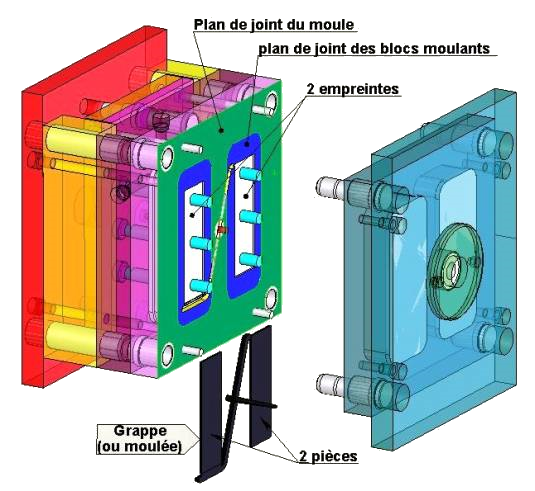 Plan de joint du moule
plan de joint des blocs moulants
2 empreintes
Grappe
(ou moulée)
2 pièces